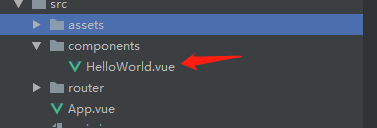 src
assets
components
HelloWorld.vue
router
App.vue